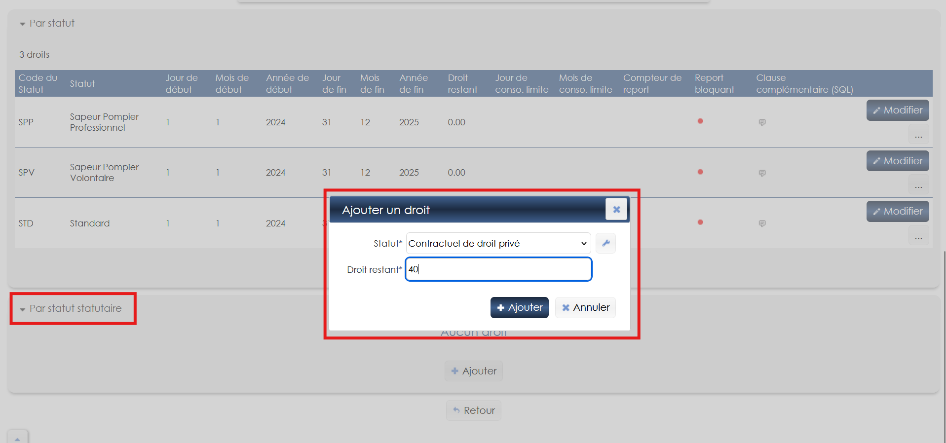 Par statut
3 droits
Code du Statut Statut Jour de début Mois de début Année de début Jour de fin Mois de fin Année de fin Droit restant Jour de conso. limite Mois de conso. limite Compteur de report Report bloquant Clause complémentaire (SQL)
SPP Sapeur Pompier Professionnel 1 1 2024 31 12 2025 0.00 Modifier
...
SPV Sapeur Pompier Volontaire 1 1 2024 31 12 2025 0.00 Modifier
...
STD Standard 1 1 2024 Modifier
...
Ajouter un droit
Statut* Contractuel de droit privé
Droit restant* 40
Ajouter Annuler
Par statut statutaire
Aucun droit
Ajouter
Retour